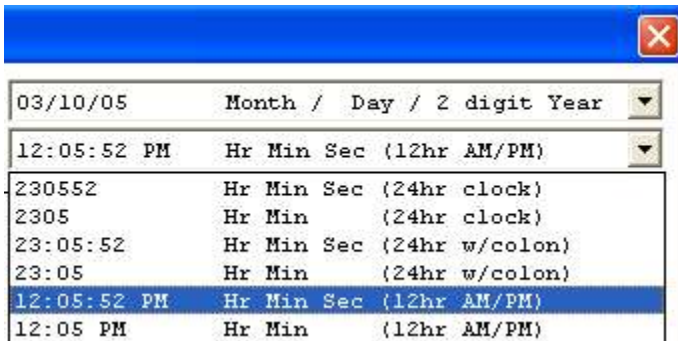 03/10/05 Month / Day / 2 digit Year
12:05:52 PM Hr Min Sec (12hr AM/PM)
230552 Hr Min Sec (24hr clock)
2305 Hr Min (24hr clock)
23:05:52 Hr Min Sec (24hr w/colon)
23:05 Hr Min (24hr w/colon)
12:05:52 PM Hr Min Sec (12hr AM/PM)
12:05 PM Hr Min (12hr AM/PM)